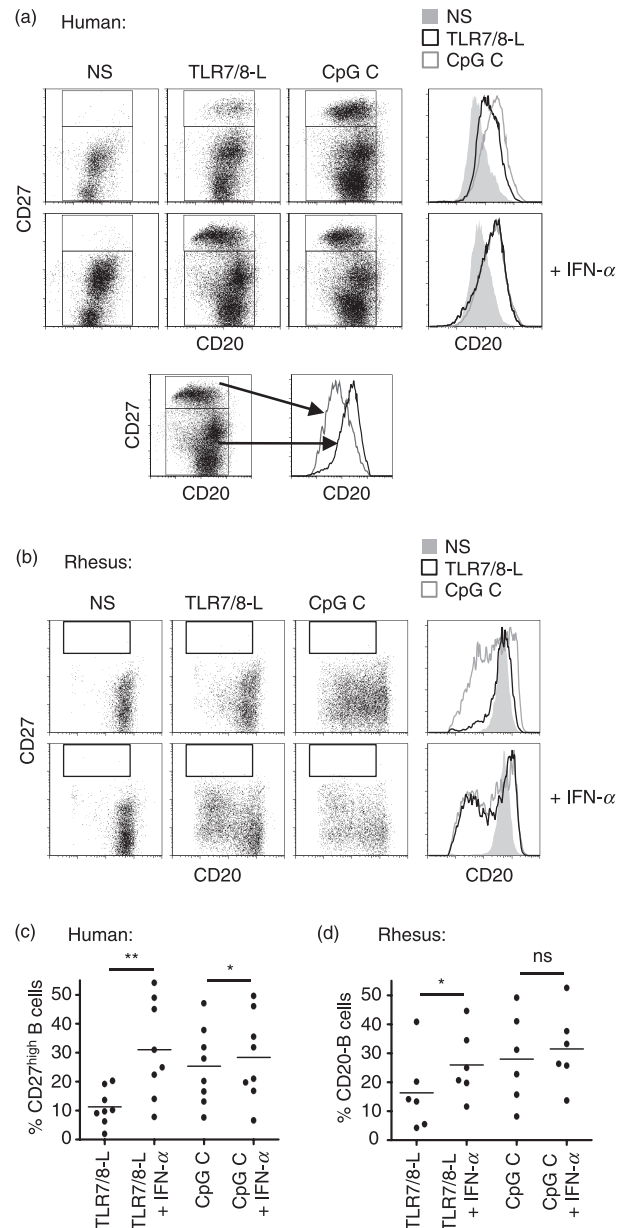 (a) Human:
NS
TLR7/8-L
CpG C
NS TLR7/8-L CpG C
CD27
+ IFN-α
CD20 CD20
CD27
CD20 CD20
(b) Rhesus:
NS
TLR7/8-L
CpG C
NS TLR7/8-L CpG C
CD27
+ IFN-α
CD20 CD20
(c) Human:
** *
% CD27high B cells
50
40
30
20
10
0
TLR7/8-L
TLR7/8-L + IFN-α
CpG C
CpG C + IFN-α
(d) Rhesus:
* ns
% CD20-B cells
50
40
30
20
10
0
TLR7/8-L
TLR7/8-L + IFN-α
CpG C
CpG C + IFN-α